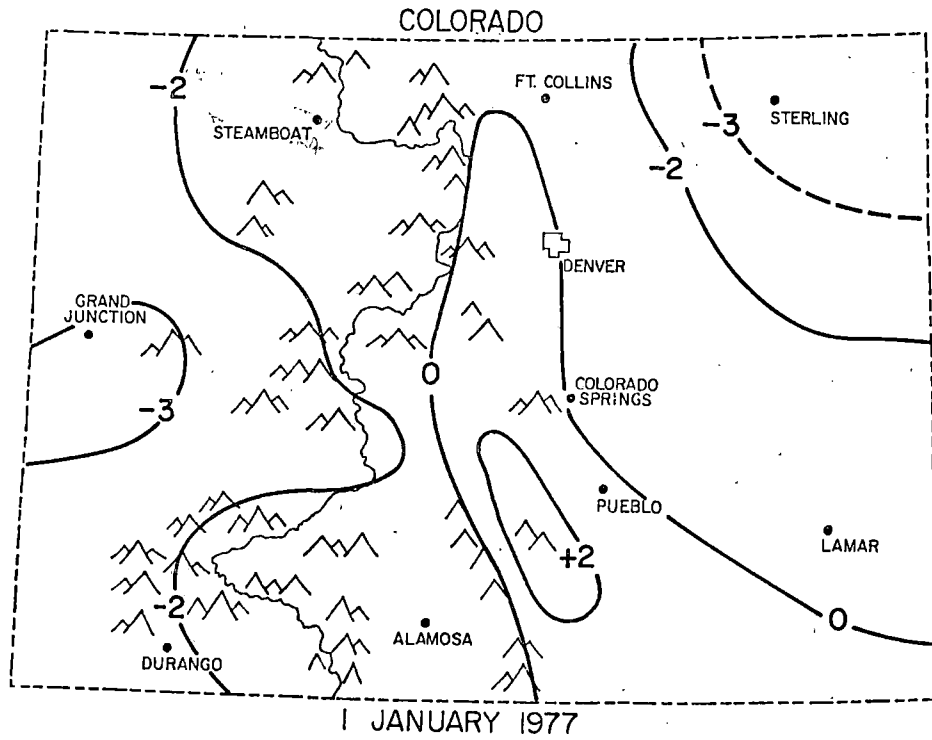 COLORADO
-2
FT. COLLINS
STEAMBOAT
-3
STERLING
-2
DENVER
GRAND
JUNCTION
0
COLORADO
SPRINGS
-3
PUEBLO
LAMAR
+2
-2
0
ALAMOSA
DURANGO
1 JANUARY 1977